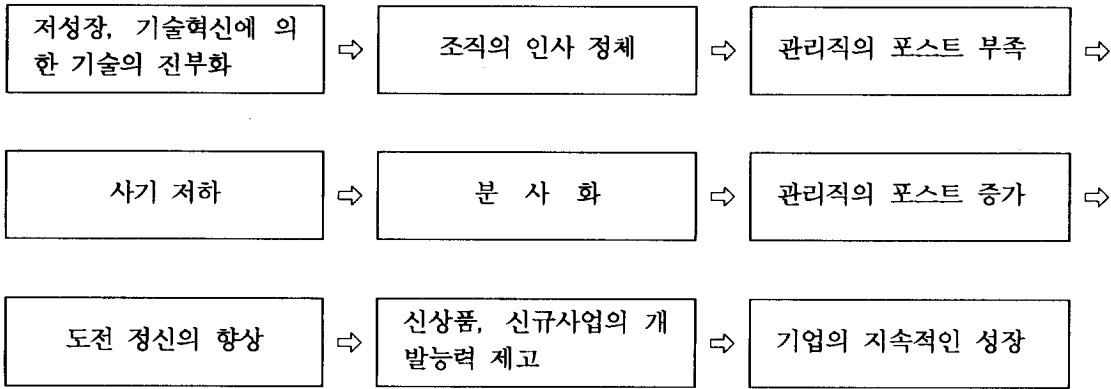 저성장, 기술혁신에 의
한 기술의 진부화
⇨
조직의 인사 정체
⇨
관리직의 포스트 부족
⇨
사기 저하
⇨
분 사 화
⇨
관리직의 포스트 증가
⇨
도전 정신의 향상
⇨
신상품, 신규사업의 개
발능력 제고
⇨
기업의 지속적인 성장